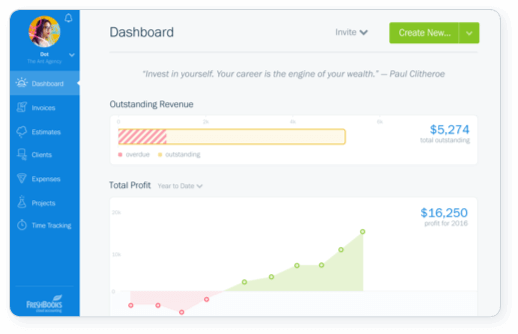 Dashboard
Invite
Create New...
Dot
The Art Agency
Dashboard
Invoices
Estimates
Clients
Expenses
Projects
Time Tracking
FRESHBOOKS
cloud accounting
"Invest in yourself. Your career is the engine of your wealth." — Paul Clitheroe
Outstanding Revenue
0
2k
4k
6k
$5,274
total outstanding
overdue
outstanding
Total Profit
Year to Date
20k
10k
0
$16,250
profit for 2016